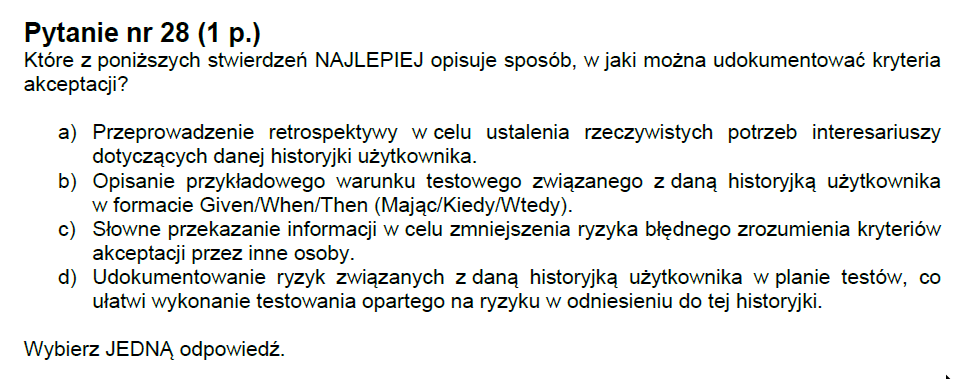 Pytanie nr 28 (1 p.)
Które z poniższych stwierdzeń NAJLEPIEJ opisuje sposób, w jaki można udokumentować kryteria
akceptacji?
a) Przeprowadzenie retrospektywy w celu ustalenia rzeczywistych potrzeb interesariuszy
dotyczących danej historyjki użytkownika.
b) Opisanie przykładowego warunku testowego związanego z daną historyjką użytkownika
w formacie Given/When/Then (Mając/Kiedy/Wtedy).
c) Słowne przekazanie informacji w celu zmniejszenia ryzyka błędnego zrozumienia kryteriów
akceptacji przez inne osoby.
d) Udokumentowanie ryzyk związanych z daną historyjką użytkownika w planie testów, co
ułatwi wykonanie testowania opartego na ryzyku w odniesieniu do tej historyjki.
Wybierz JEDNĄ odpowiedź.